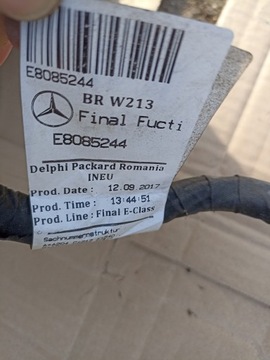 E8085244
BR W213
Final Fucti
E8085244
Delphi Packard Romania
INEU
Prod. Date : 12.09.2017
Prod. Time : 13:44:51
Prod. Line : Final E-Class
Sachnummernstruktur